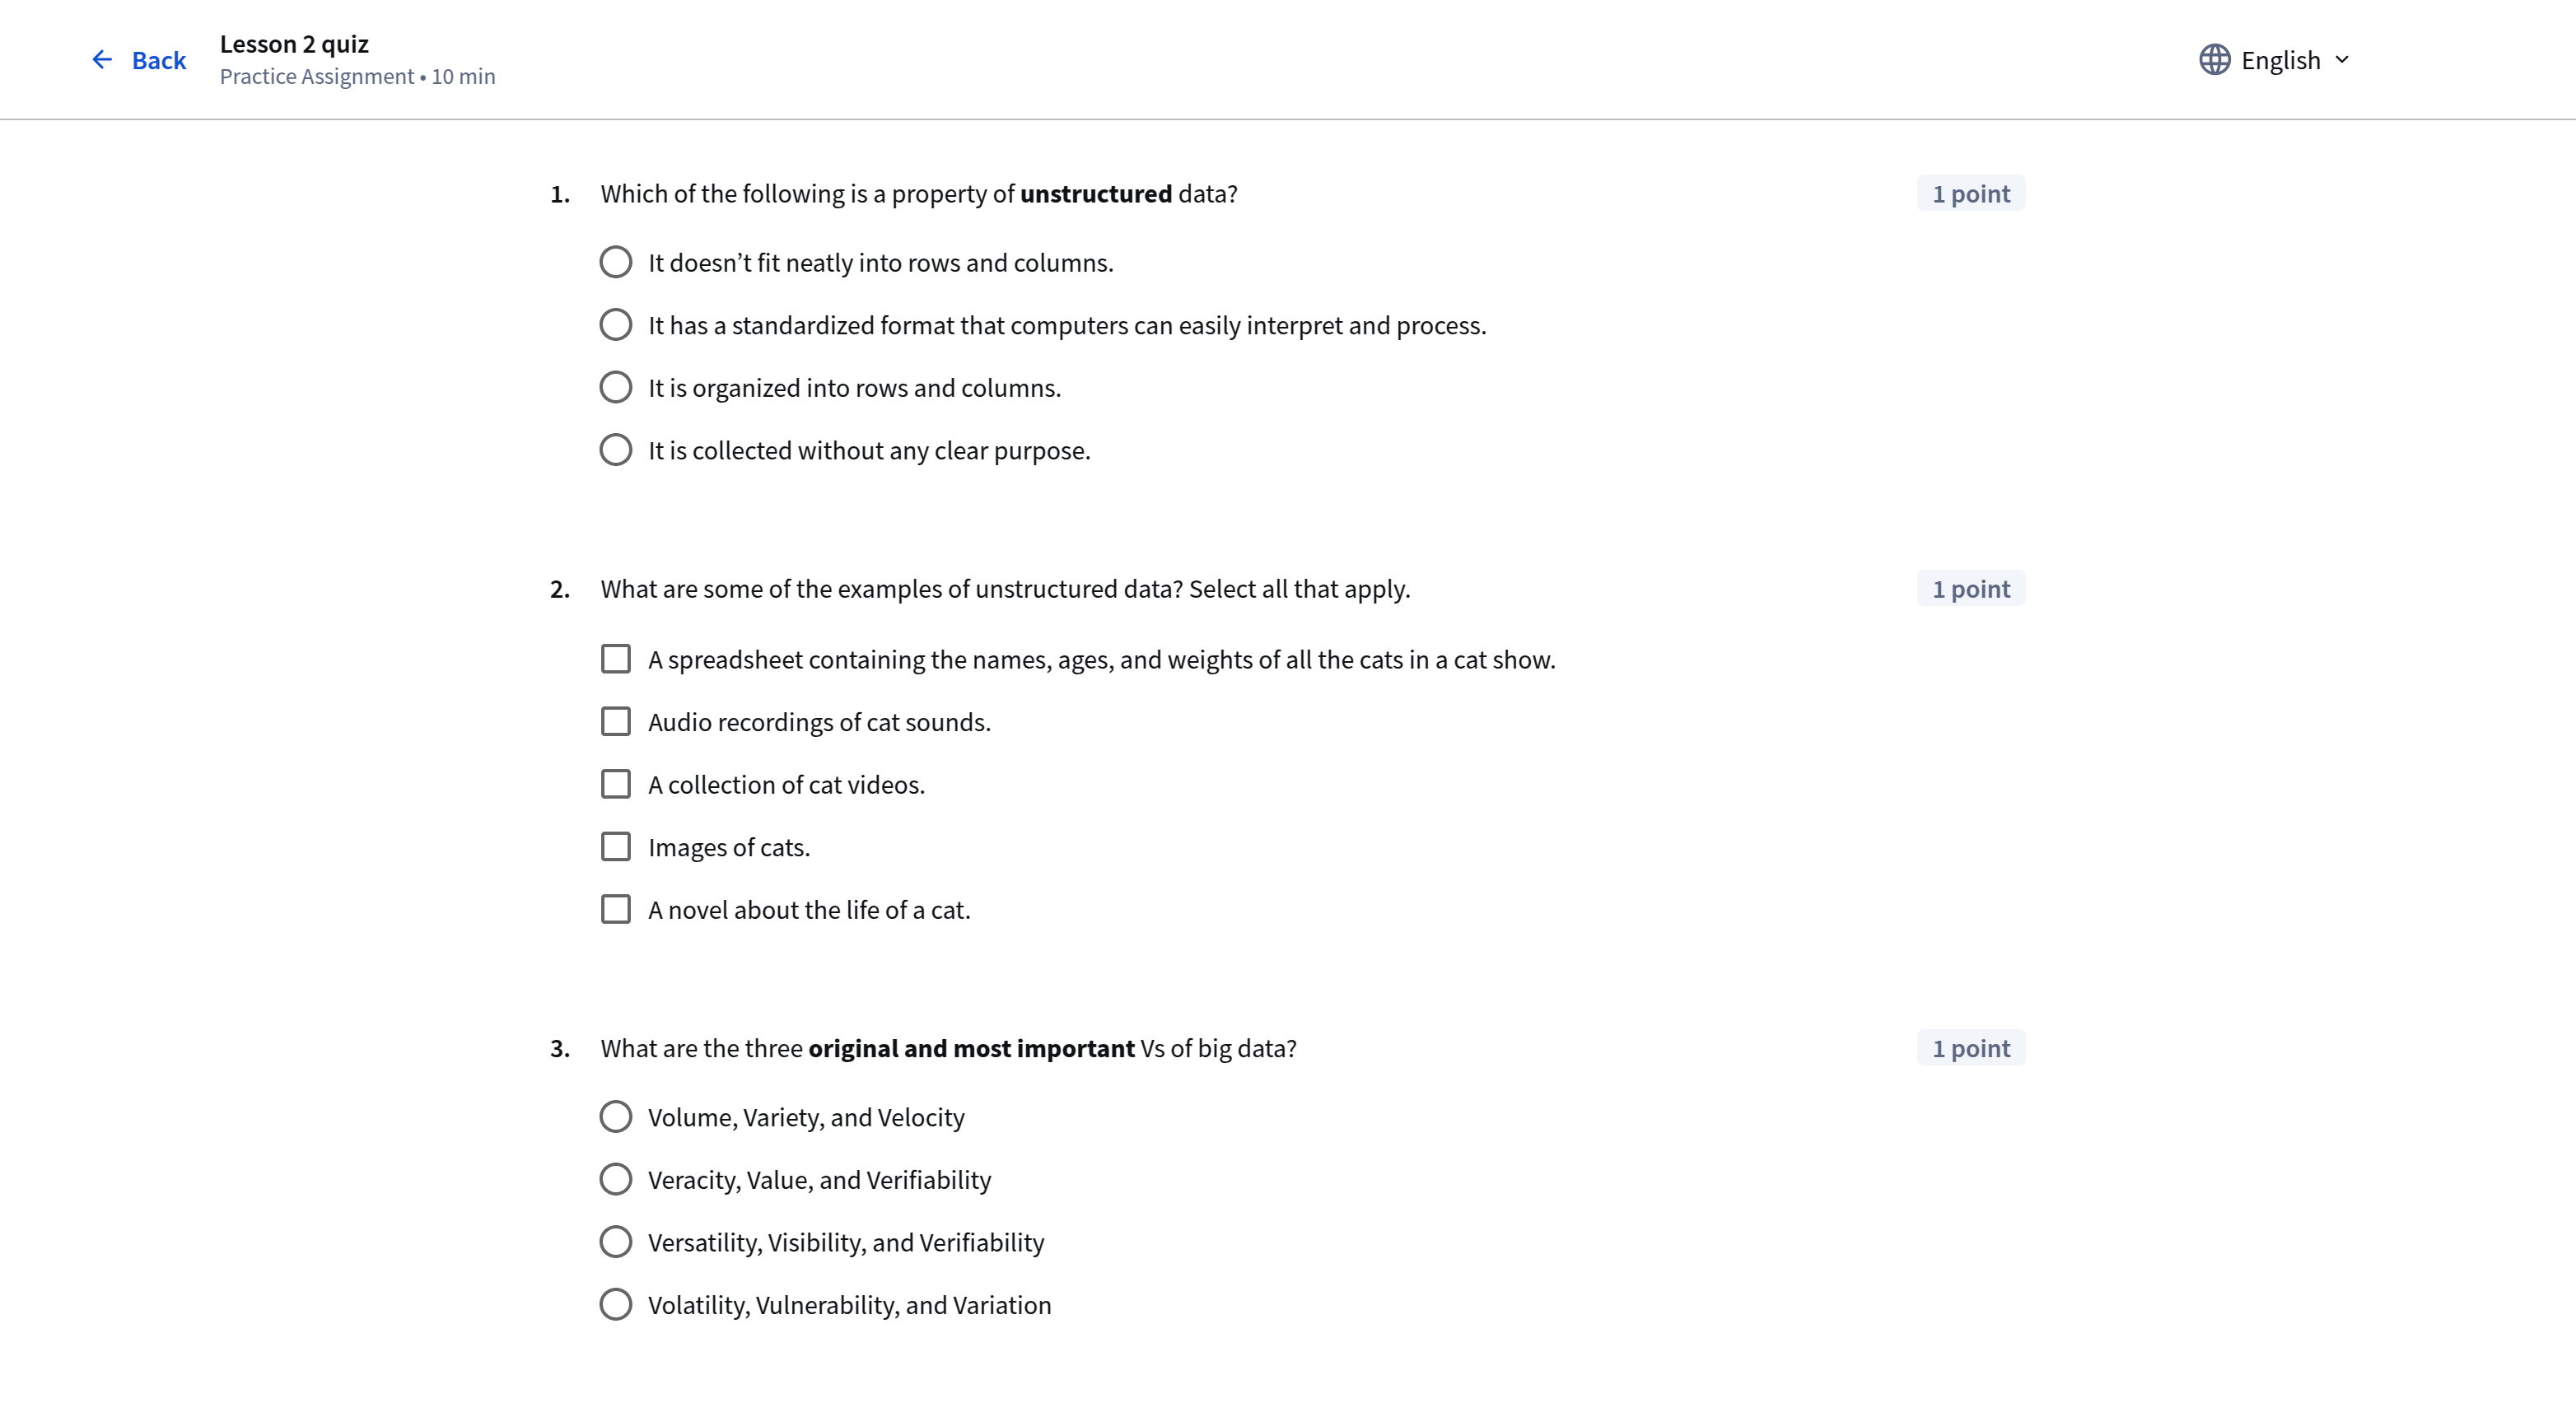 Back
Lesson 2 quiz
Practice Assignment • 10 min
English
1. Which of the following is a property of unstructured data? 1 point
It doesn’t fit neatly into rows and columns.
It has a standardized format that computers can easily interpret and process.
It is organized into rows and columns.
It is collected without any clear purpose.
2. What are some of the examples of unstructured data? Select all that apply. 1 point
A spreadsheet containing the names, ages, and weights of all the cats in a cat show.
Audio recordings of cat sounds.
A collection of cat videos.
Images of cats.
A novel about the life of a cat.
3. What are the three original and most important Vs of big data? 1 point
Volume, Variety, and Velocity
Veracity, Value, and Verifiability
Versatility, Visibility, and Verifiability
Volatility, Vulnerability, and Variation